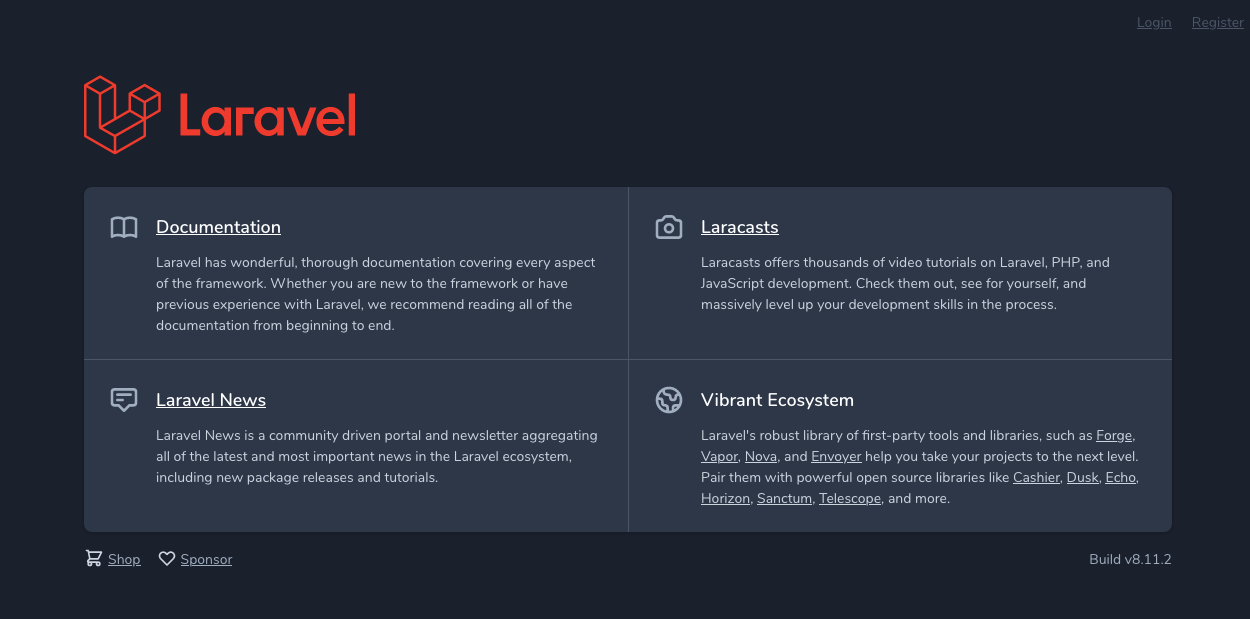 Login Register
Laravel
Documentation
Laravel has wonderful, thorough documentation covering every aspect
of the framework. Whether you are new to the framework or have
previous experience with Laravel, we recommend reading all of the
documentation from beginning to end.
Laracasts
Laracasts offers thousands of video tutorials on Laravel, PHP, and
JavaScript development. Check them out, see for yourself, and
massively level up your development skills in the process.
Laravel News
Laravel News is a community driven portal and newsletter aggregating
all of the latest and most important news in the Laravel ecosystem,
including new package releases and tutorials.
Vibrant Ecosystem
Laravel's robust library of first-party tools and libraries, such as Forge,
Vapor, Nova, and Envoyer help you take your projects to the next level.
Pair them with powerful open source libraries like Cashier, Dusk, Echo,
Horizon, Sanctum, Telescope, and more.
Shop Sponsor Build v8.11.2